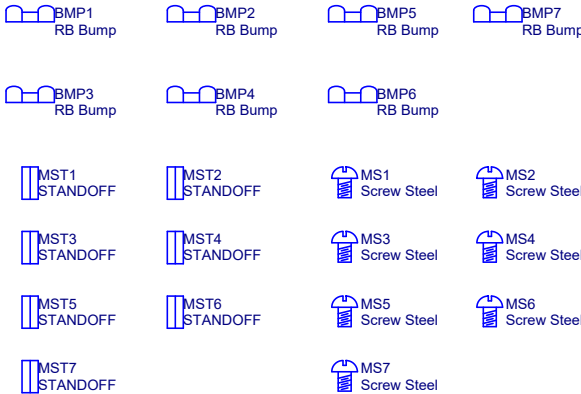 BMP1
RB Bump
BMP2
RB Bump
BMP5
RB Bump
BMP7
RB Bump
BMP3
RB Bump
BMP4
RB Bump
BMP6
RB Bump
MST1
STANDOFF
MST2
STANDOFF
MS1
Screw Steel
MS2
Screw Steel
MST3
STANDOFF
MST4
STANDOFF
MS3
Screw Steel
MS4
Screw Steel
MST5
STANDOFF
MST6
STANDOFF
MS5
Screw Steel
MS6
Screw Steel
MST7
STANDOFF
MS7
Screw Steel